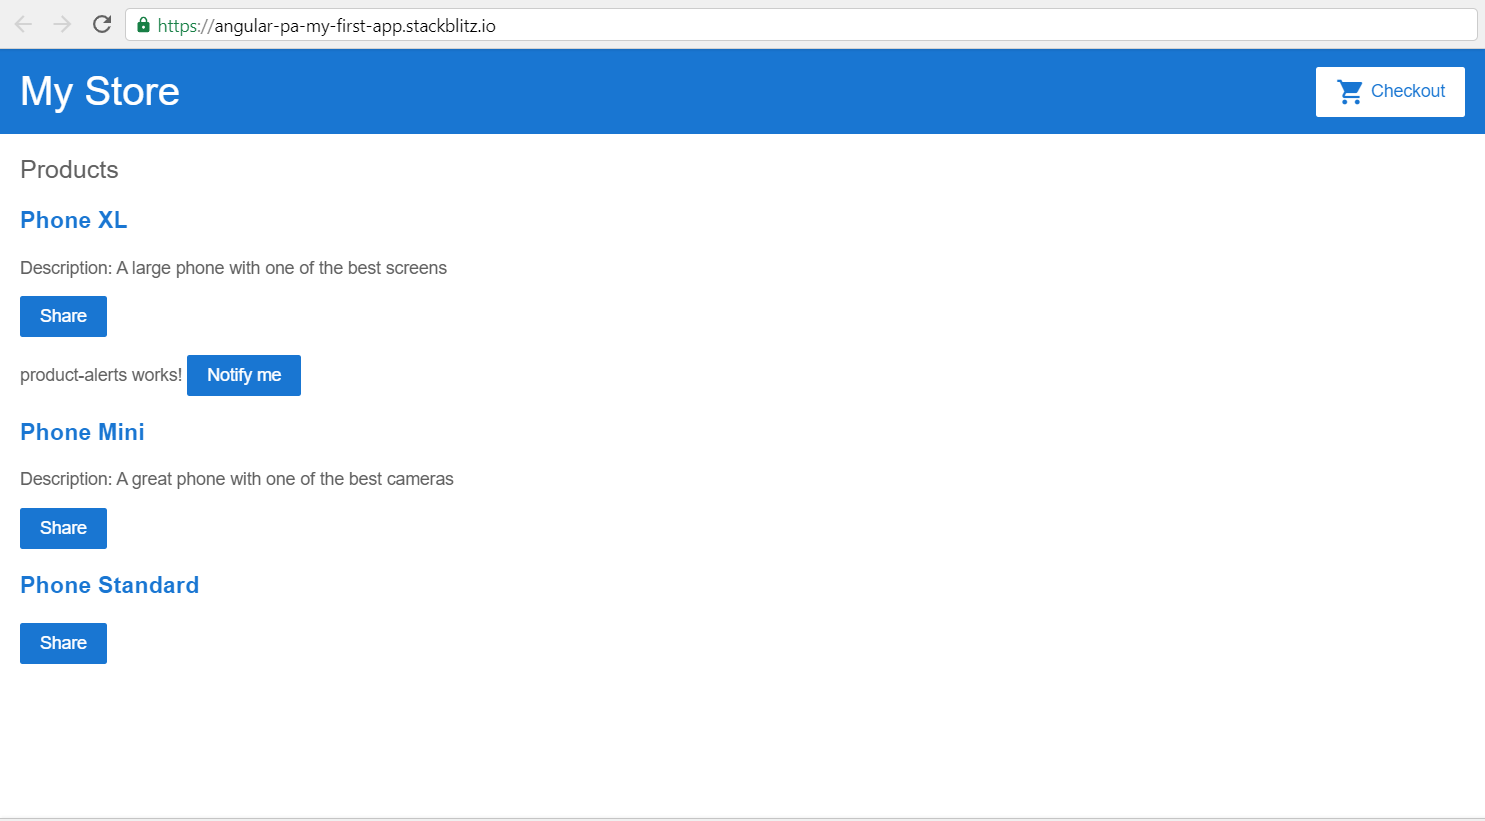 https://angular-pa-my-first-app.stackblitz.io
My Store
Checkout
Products
Phone XL
Description: A large phone with one of the best screens
Share
product-alerts works! Notify me
Phone Mini
Description: A great phone with one of the best cameras
Share
Phone Standard
Share